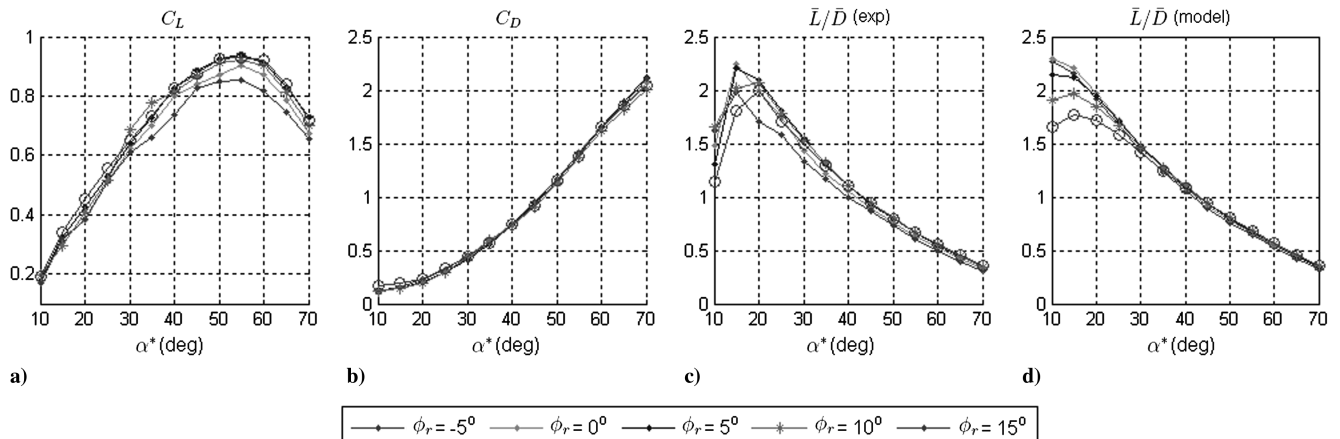 C_L
1
0.8
0.6
0.4
0.2
10 20 30 40 50 60 70
α* (deg)
a)
C_D
2.5
2
1.5
1
0.5
0
10 20 30 40 50 60 70
α* (deg)
b)
L̄/D̄ (exp)
2.5
2
1.5
1
0.5
0
10 20 30 40 50 60 70
α* (deg)
c)
L̄/D̄ (model)
2.5
2
1.5
1
0.5
0
10 20 30 40 50 60 70
α* (deg)
d)
ϕ_r = -5° ϕ_r = 0° ϕ_r = 5° ϕ_r = 10° ϕ_r = 15°